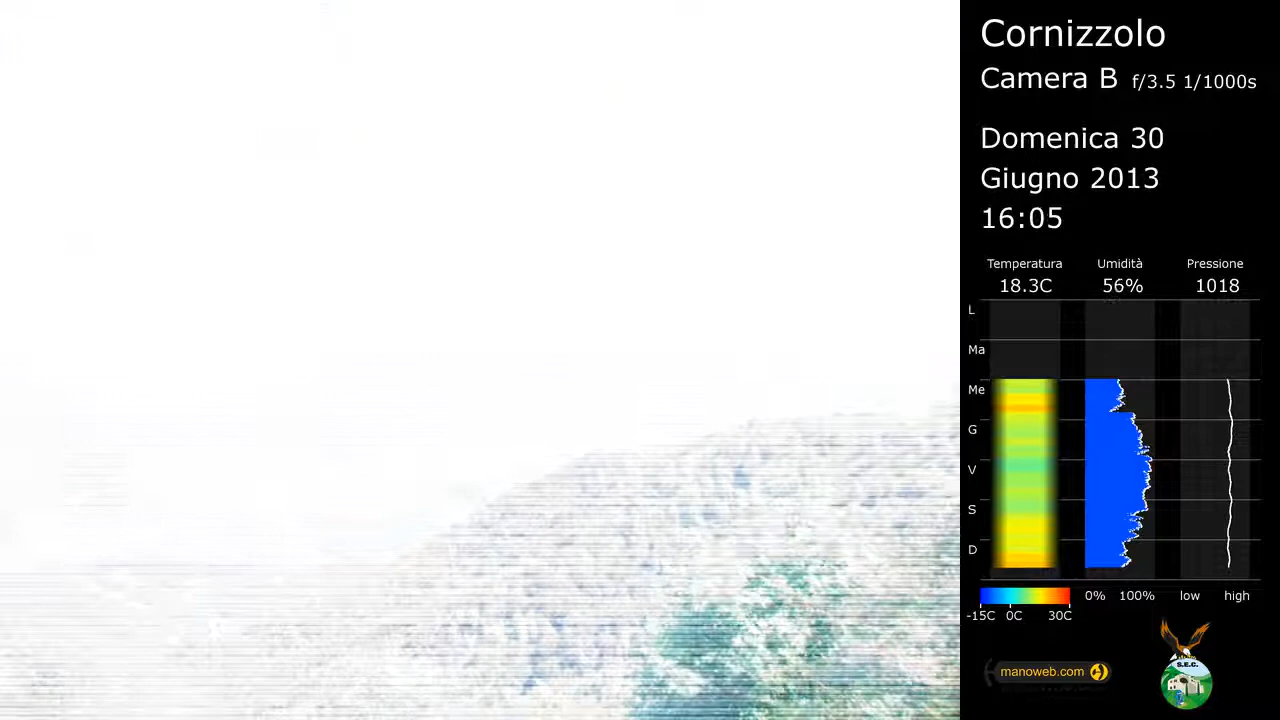 Cornizzolo
Camera B f/3.5 1/1000s
Domenica 30
Giugno 2013
16:05
Temperatura Umidità Pressione
18.3C 56% 1018
L
Ma
Me
G
V
S
D
0% 100% low high
-15C 0C 30C
manoweb.com
S.E.C.